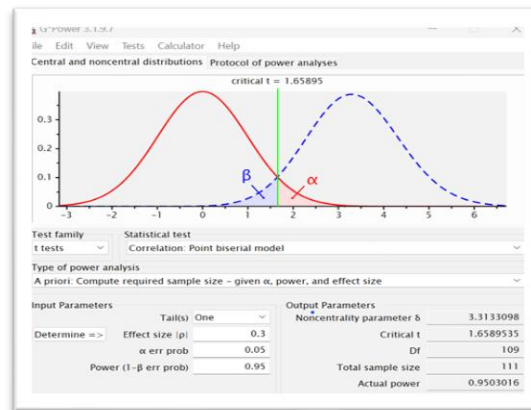 G*Power 3.1.9.7
ile Edit View Tests Calculator Help
Central and noncentral distributions Protocol of power analyses
critical t = 1.65895
0.3
0.2
0.1
0
β
α
-3 -2 -1 0 1 2 3 4 5 6
Test family Statistical test
t tests Correlation: Point biserial model
Type of power analysis
A priori: Compute required sample size – given α, power, and effect size
Input Parameters Output Parameters
Tail(s) One Noncentrality parameter δ 3.3133098
Determine => Effect size |ρ| 0.3 Critical t 1.6589535
α err prob 0.05 Df 109
Power (1-β err prob) 0.95 Total sample size 111
Actual power 0.9503016